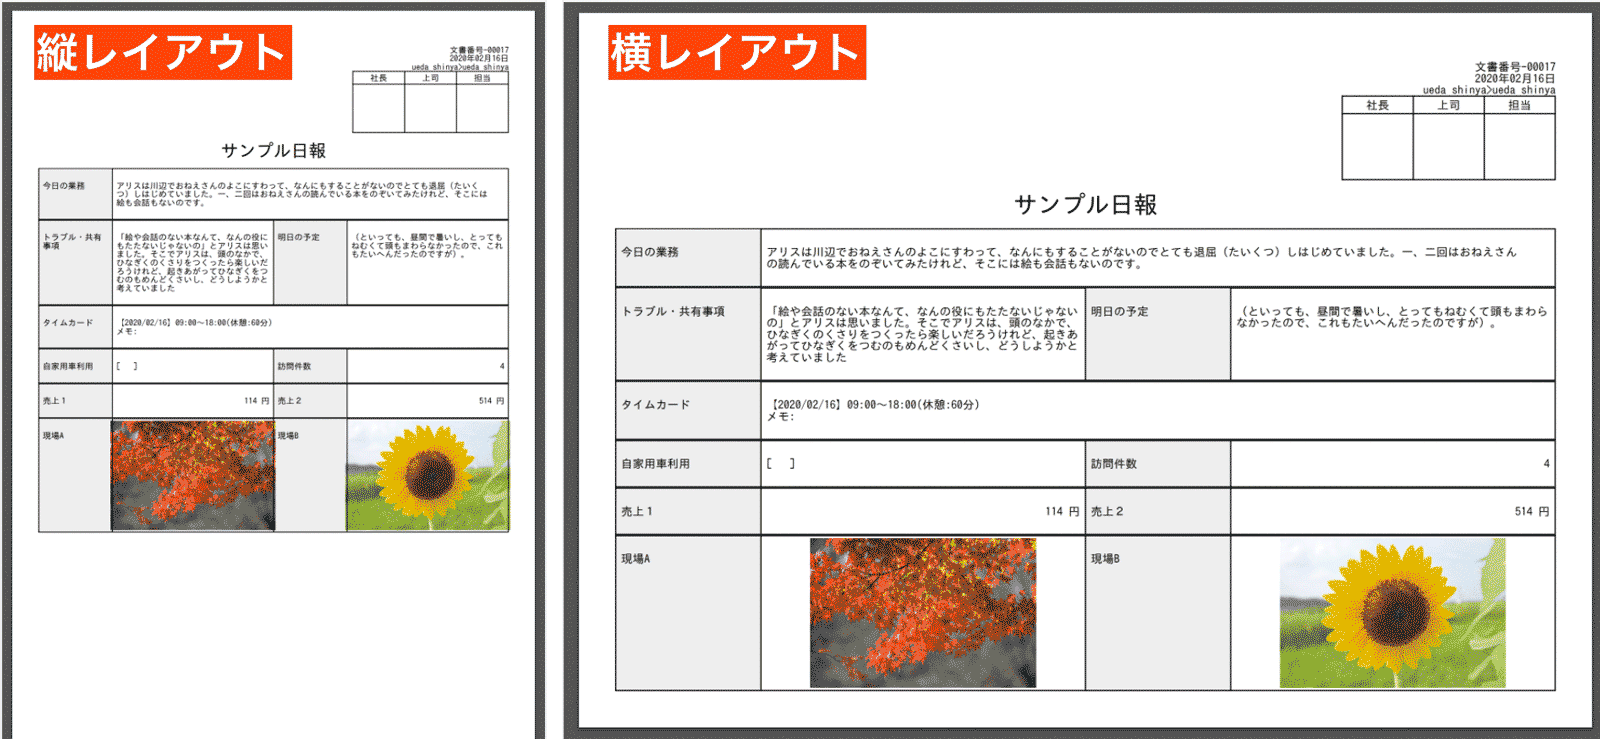 縦レイアウト
文書番号-00017
2020年02月16日
ueda shinya>ueda shinya
社長 上司 担当
サンプル日報
今日の業務
アリスは川辺でおねえさんのよこにすわって、なんにもすることがないのでとても退屈（たいく
つ）しはじめていました。一、二回はおねえさんの読んでいる本をのぞいてみたけれど、そこには
絵も会話もないのです。
トラブル・共有
事項
「絵や会話のない本なんて、なんの役に
もたたないじゃないの」とアリスは思い
ました。そこでアリスは、頭のなかで、
ひなぎくのくさりをつくったら楽しいだ
ろうけれど、起きあがってひなぎくをつ
むのもめんどくさいし、どうしようかと
考えていました
明日の予定
（といっても、昼間で暑いし、とっても
ねむくて頭もまわらなかったので、これ
もたいへんだったのですが）。
タイムカード
【2020/02/16】09:00～18:00(休憩:60分)
メモ:
自家用車利用 [ ] 訪問件数 4
売上１ 114 円 売上２ 514 円
現場A 現場B
横レイアウト
文書番号-00017
2020年02月16日
ueda shinya>ueda shinya
社長 上司 担当
サンプル日報
今日の業務
アリスは川辺でおねえさんのよこにすわって、なんにもすることがないのでとても退屈（たいくつ）しはじめていました。一、二回はおねえさん
の読んでいる本をのぞいてみたけれど、そこには絵も会話もないのです。
トラブル・共有事項
「絵や会話のない本なんて、なんの役にもたたないじゃない
の」とアリスは思いました。そこでアリスは、頭のなかで、
ひなぎくのくさりをつくったら楽しいだろうけれど、起きあ
がってひなぎくをつむのもめんどくさいし、どうしようかと
考えていました
明日の予定
（といっても、昼間で暑いし、とってもねむくて頭もまわら
なかったので、これもたいへんだったのですが）。
タイムカード
【2020/02/16】09:00～18:00(休憩:60分)
メモ:
自家用車利用 [ ] 訪問件数 4
売上１ 114 円 売上２ 514 円
現場A 現場B